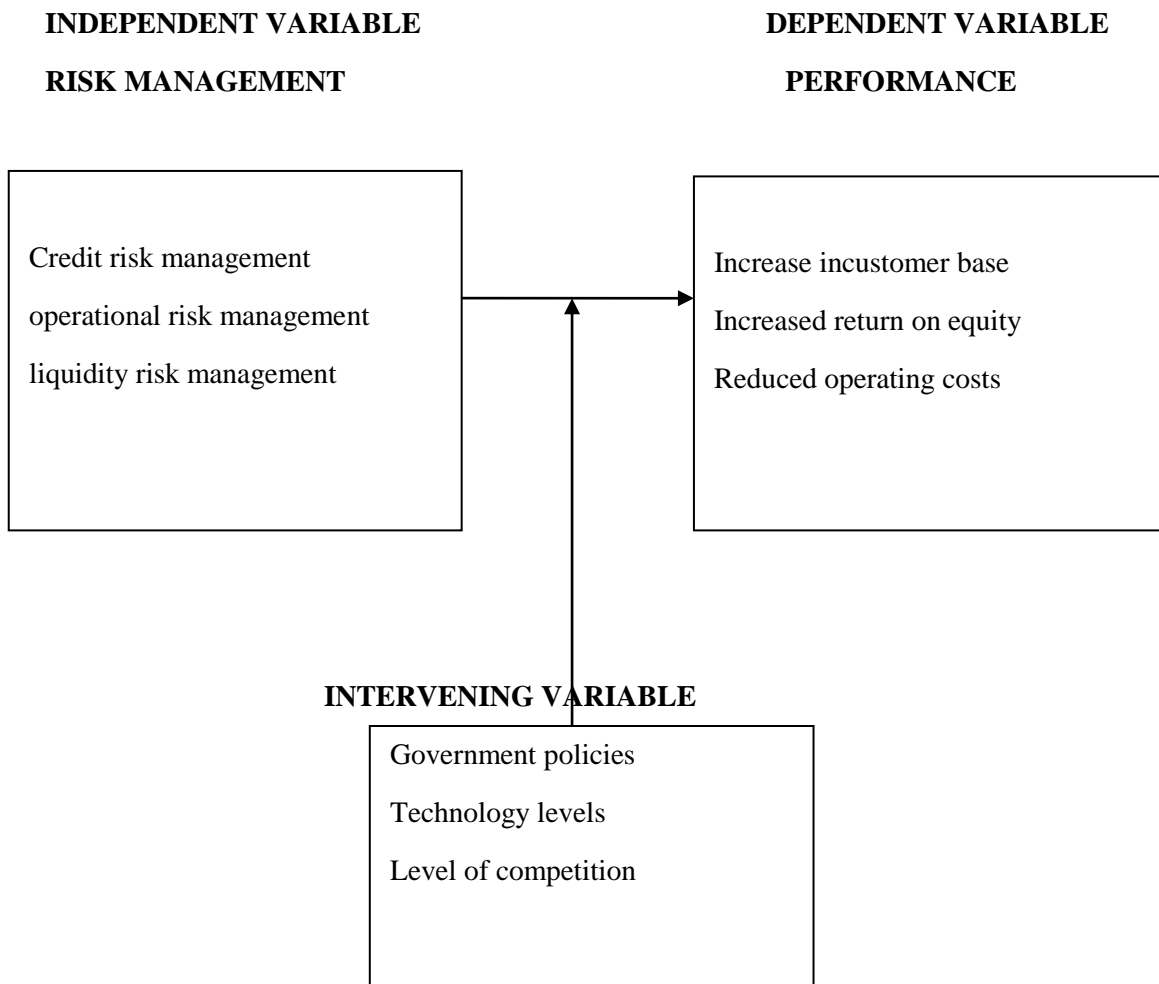 INDEPENDENT VARIABLE
RISK MANAGEMENT
DEPENDENT VARIABLE
PERFORMANCE
Credit risk management
operational risk management
liquidity risk management
Increase incustomer base
Increased return on equity
Reduced operating costs
INTERVENING VARIABLE
Government policies
Technology levels
Level of competition